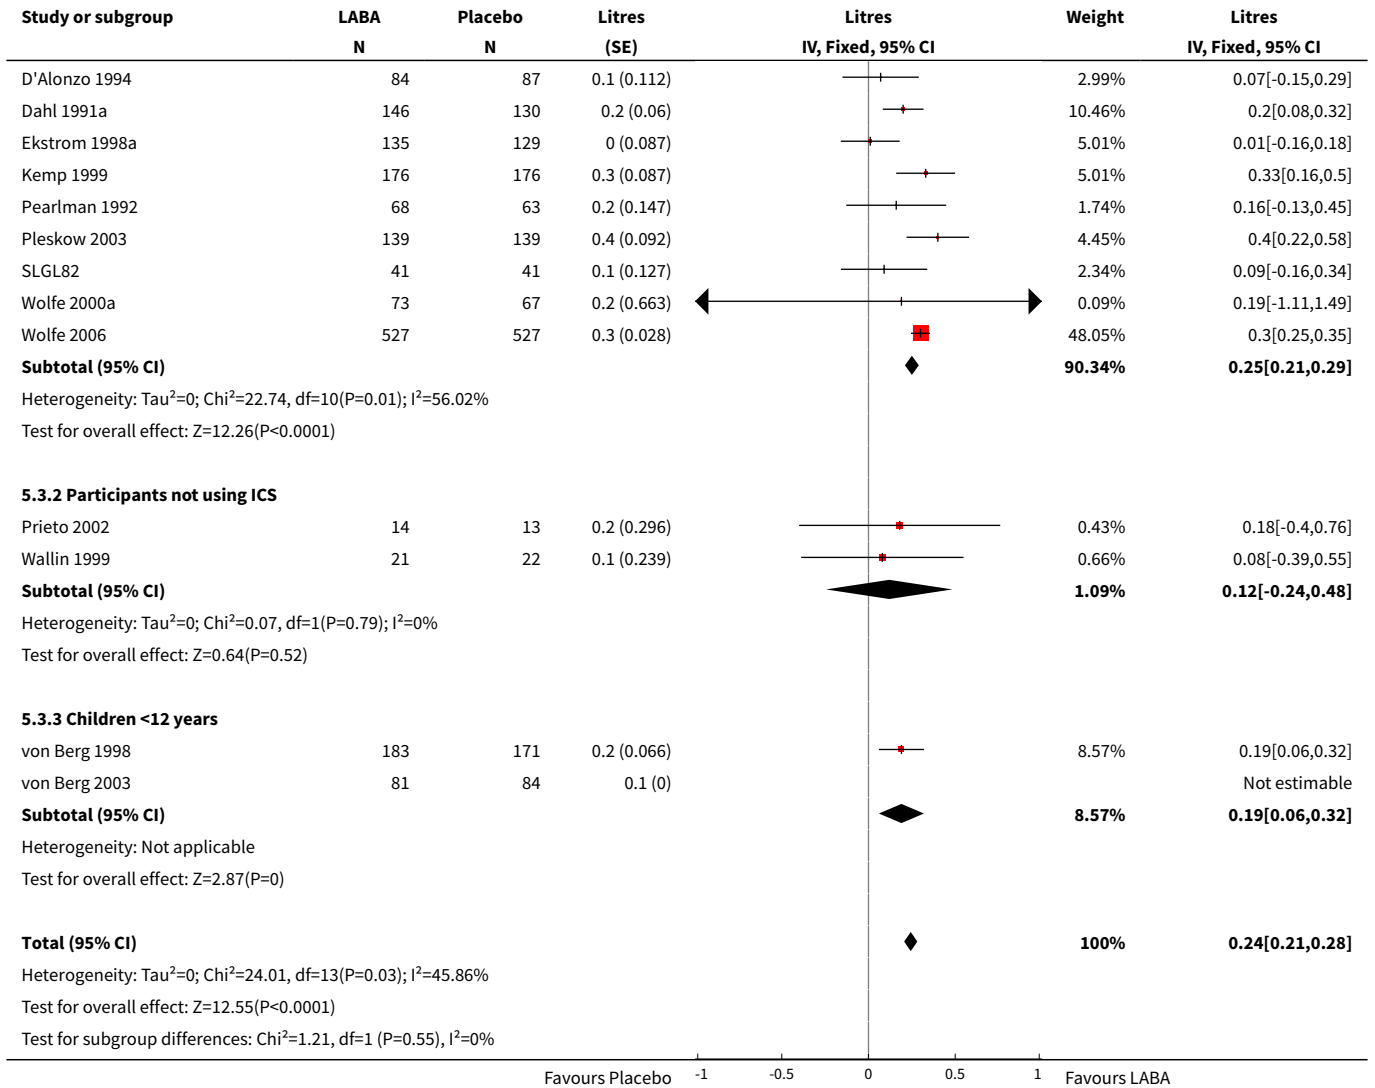 Study or subgroup LABA Placebo Litres Litres Weight Litres
N N (SE) IV, Fixed, 95% CI IV, Fixed, 95% CI
D'Alonzo 1994 84 87 0.1 (0.112) 2.99% 0.07[-0.15,0.29]
Dahl 1991a 146 130 0.2 (0.06) 10.46% 0.2[0.08,0.32]
Ekstrom 1998a 135 129 0 (0.087) 5.01% 0.01[-0.16,0.18]
Kemp 1999 176 176 0.3 (0.087) 5.01% 0.33[0.16,0.5]
Pearlman 1992 68 63 0.2 (0.147) 1.74% 0.16[-0.13,0.45]
Pleskow 2003 139 139 0.4 (0.092) 4.45% 0.4[0.22,0.58]
SLGL82 41 41 0.1 (0.127) 2.34% 0.09[-0.16,0.34]
Wolfe 2000a 73 67 0.2 (0.663) 0.09% 0.19[-1.11,1.49]
Wolfe 2006 527 527 0.3 (0.028) 48.05% 0.3[0.25,0.35]
Subtotal (95% CI) 90.34% 0.25[0.21,0.29]
Heterogeneity: Tau²=0; Chi²=22.74, df=10(P=0.01); I²=56.02%
Test for overall effect: Z=12.26(P<0.0001)
5.3.2 Participants not using ICS
Prieto 2002 14 13 0.2 (0.296) 0.43% 0.18[-0.4,0.76]
Wallin 1999 21 22 0.1 (0.239) 0.66% 0.08[-0.39,0.55]
Subtotal (95% CI) 1.09% 0.12[-0.24,0.48]
Heterogeneity: Tau²=0; Chi²=0.07, df=1(P=0.79); I²=0%
Test for overall effect: Z=0.64(P=0.52)
5.3.3 Children <12 years
von Berg 1998 183 171 0.2 (0.066) 8.57% 0.19[0.06,0.32]
von Berg 2003 81 84 0.1 (0) Not estimable
Subtotal (95% CI) 8.57% 0.19[0.06,0.32]
Heterogeneity: Not applicable
Test for overall effect: Z=2.87(P=0)
Total (95% CI) 100% 0.24[0.21,0.28]
Heterogeneity: Tau²=0; Chi²=24.01, df=13(P=0.03); I²=45.86%
Test for overall effect: Z=12.55(P<0.0001)
Test for subgroup differences: Chi²=1.21, df=1 (P=0.55), I²=0%
Favours Placebo -1 -0.5 0 0.5 1 Favours LABA